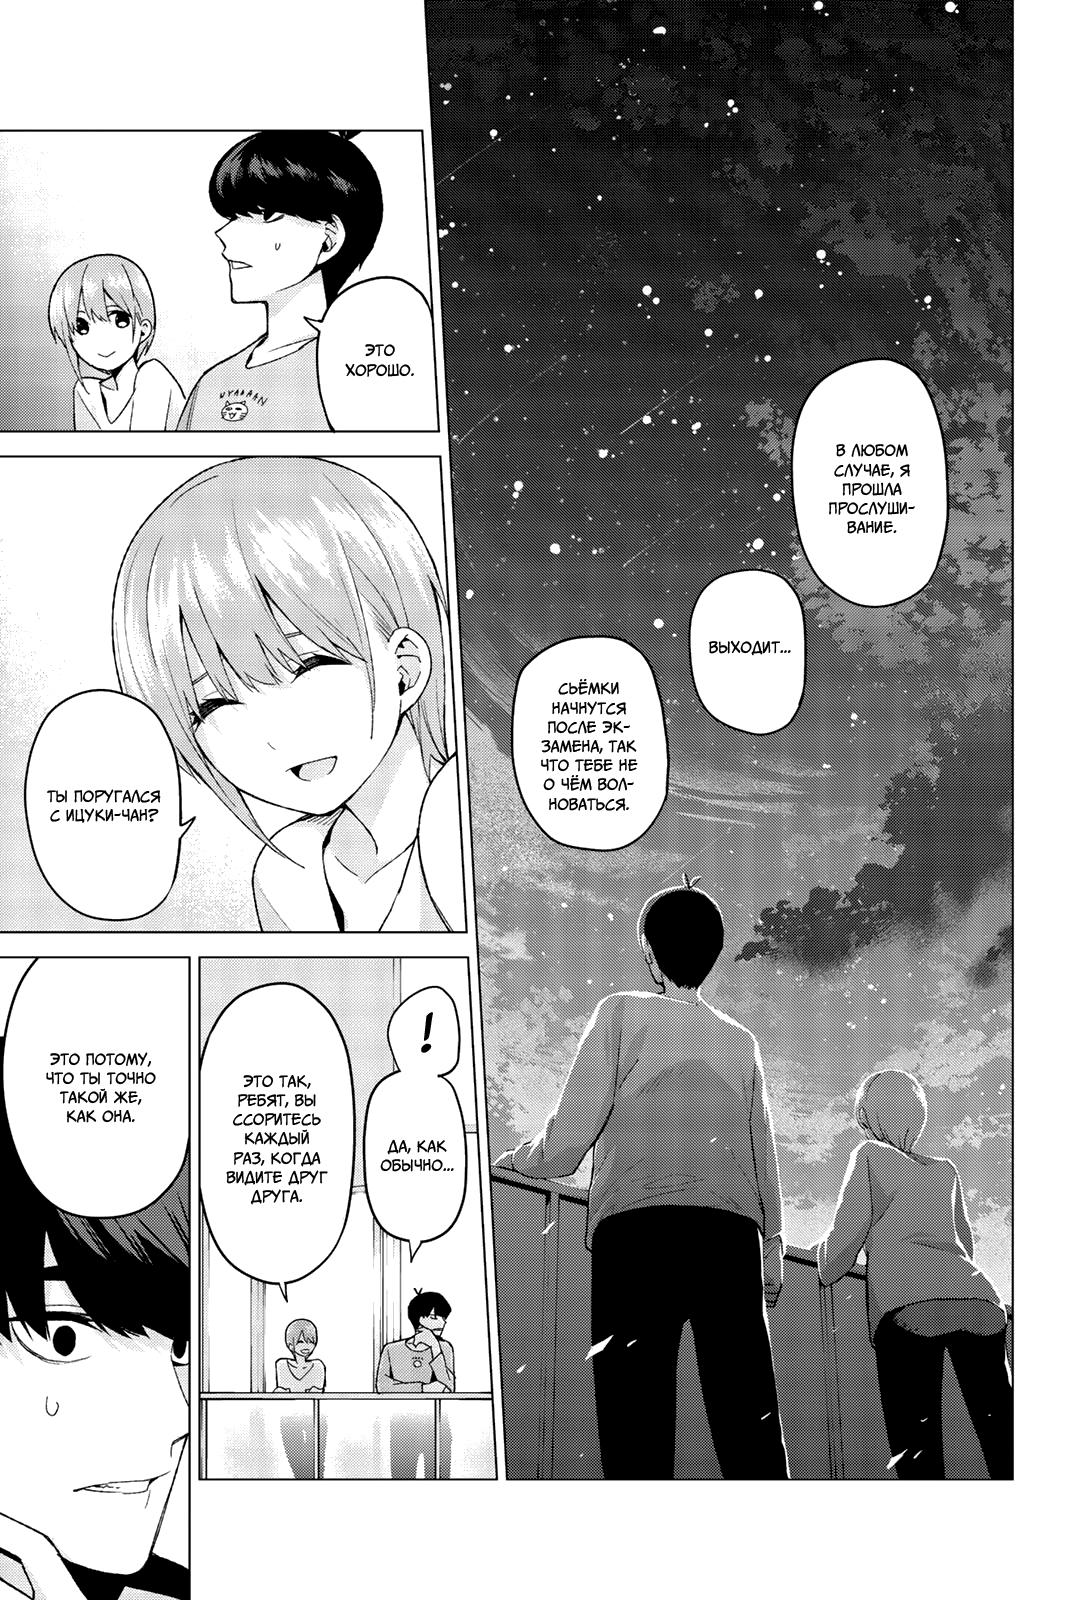 В ЛЮБОМ
СЛУЧАЕ, Я
ПРОШЛА
ПРОСЛУШИ-
ВАНИЕ.
ВЫХОДИТ...
СЪЁМКИ
НАЧНУТСЯ
ПОСЛЕ ЭК-
ЗАМЕНА, ТАК
ЧТО ТЕБЕ НЕ
О ЧЁМ ВОЛ-
НОВАТЬСЯ.
ЭТО
ХОРОШО.
UYAAAAN
ТЫ ПОРУГАЛСЯ
С ИЦУКИ-ЧАН?
!
ДА, КАК
ОБЫЧНО...
ЭТО ТАК,
РЕБЯТ, ВЫ
ССОРИТЕСЬ
КАЖДЫЙ
РАЗ, КОГДА
ВИДИТЕ ДРУГ
ДРУГА.
ЭТО ПОТОМУ,
ЧТО ТЫ ТОЧНО
ТАКОЙ ЖЕ,
КАК ОНА.